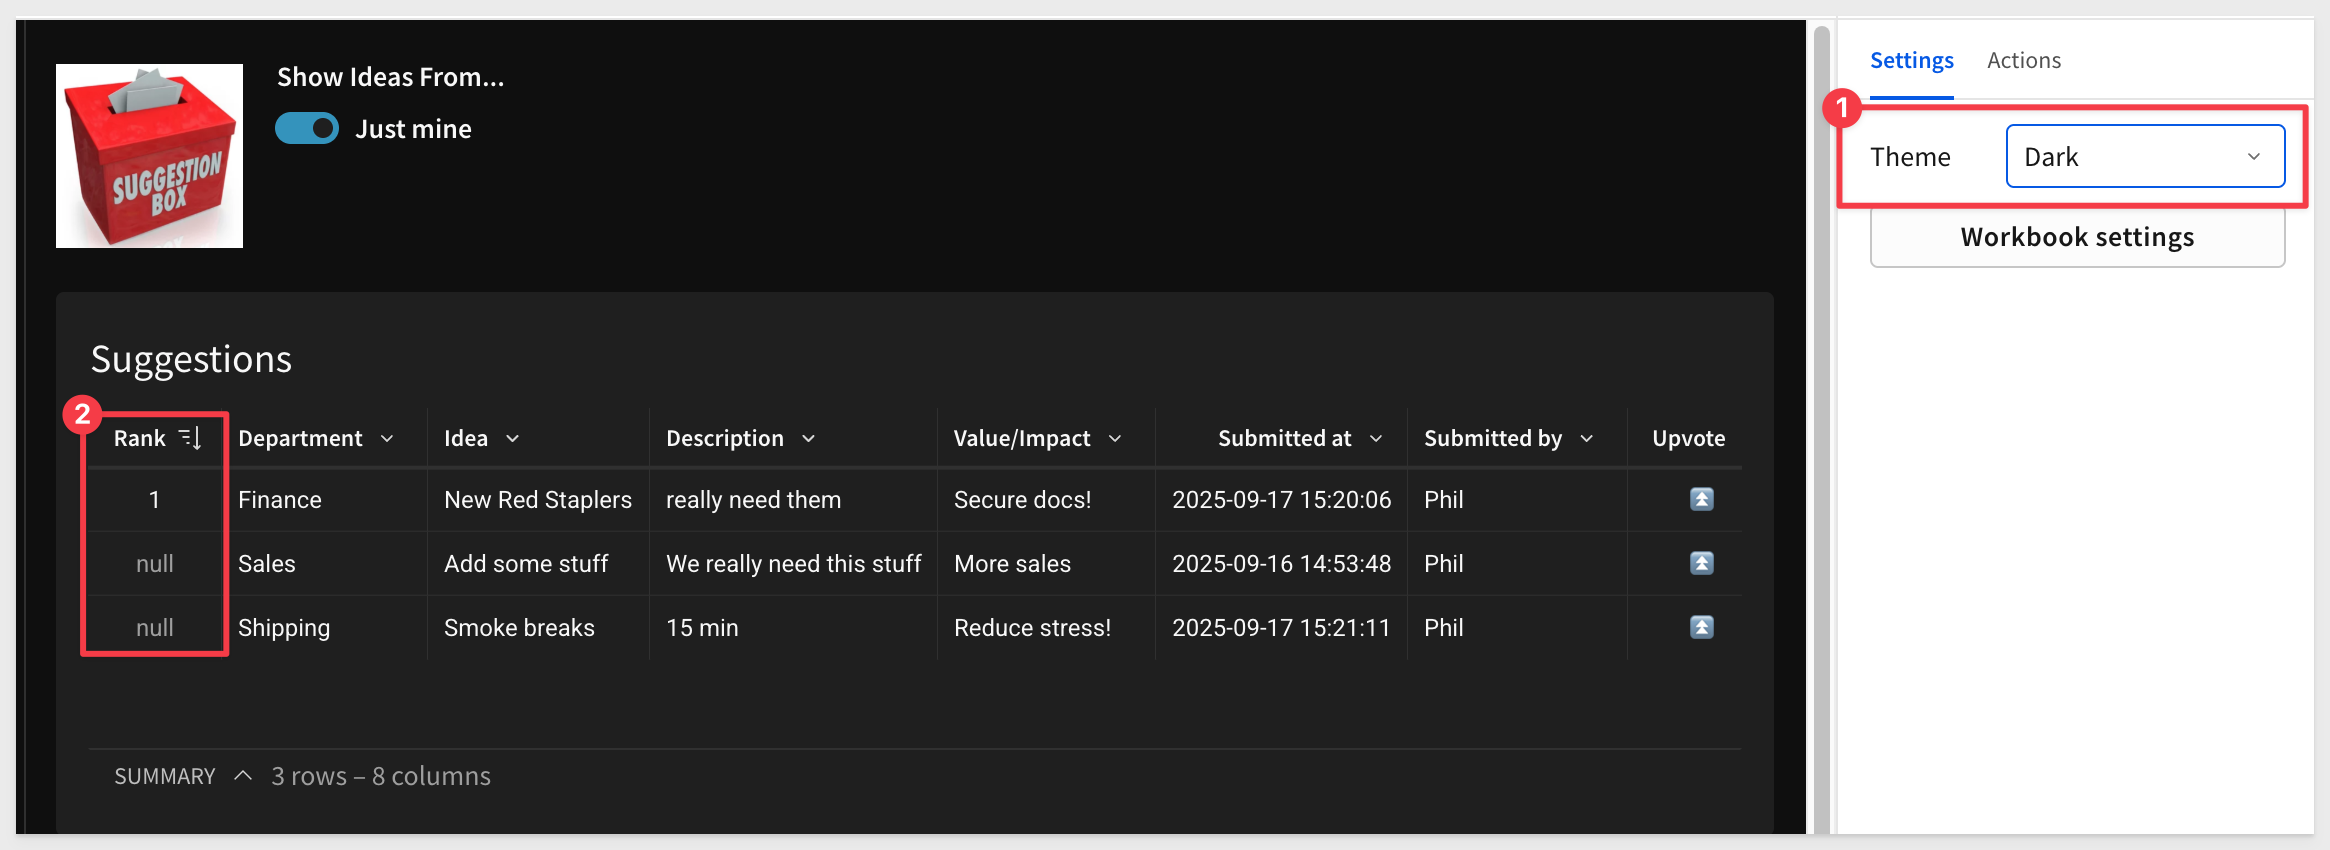 Show Ideas From...
Just mine
SUGGESTION
BOX
Settings Actions
1
Theme Dark
Workbook settings
Suggestions
2
Rank Department Idea Description Value/Impact Submitted at Submitted by Upvote
1 Finance New Red Staplers really need them Secure docs! 2025-09-17 15:20:06 Phil
null Sales Add some stuff We really need this stuff More sales 2025-09-16 14:53:48 Phil
null Shipping Smoke breaks 15 min Reduce stress! 2025-09-17 15:21:11 Phil
SUMMARY 3 rows – 8 columns